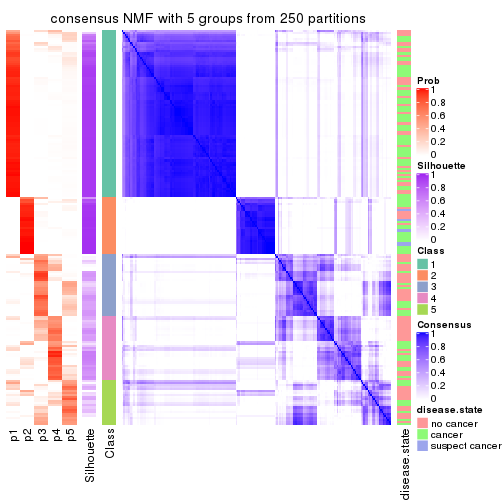 consensus NMF with 5 groups from 250 partitions
Prob
1
0.8
0.6
0.4
0.2
0
Silhouette
1
0.8
0.6
0.4
0.2
0
Class
1
2
3
4
5
Consensus
1
0.8
0.6
0.4
0.2
0
disease.state
no cancer
cancer
suspect cancer
p1
p2
p3
p4
p5
Silhouette
Class
disease.state